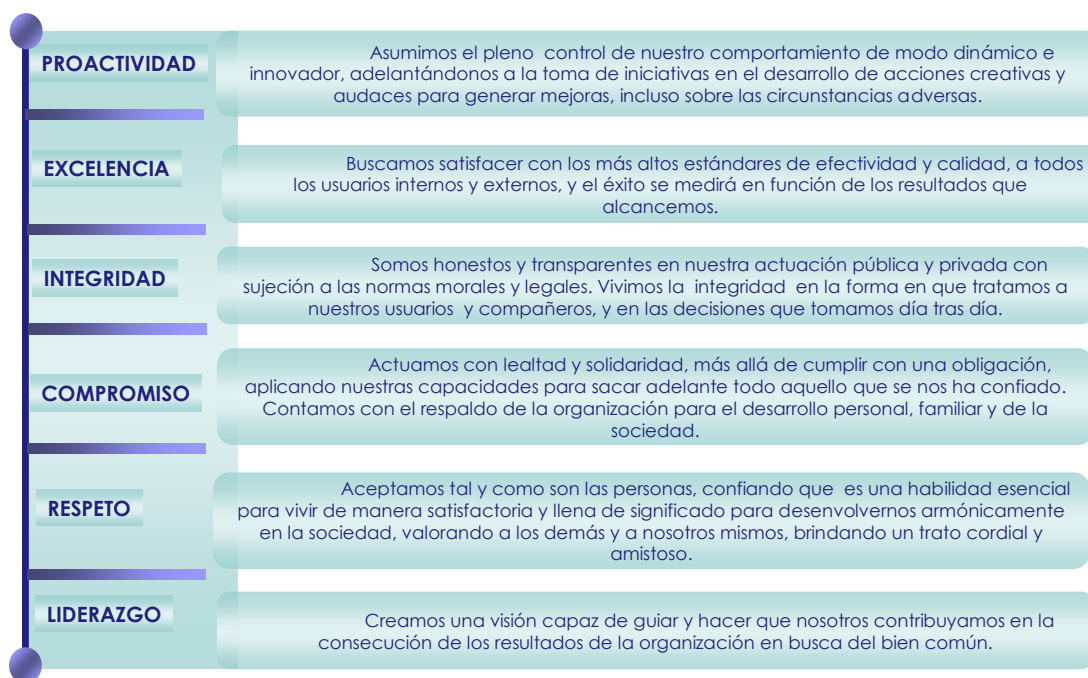 PROACTIVIDAD
Asumimos el pleno control de nuestro comportamiento de modo dinámico e
innovador, adelantándonos a la toma de iniciativas en el desarrollo de acciones creativas y
audaces para generar mejoras, incluso sobre las circunstancias adversas.
EXCELENCIA
Buscamos satisfacer con los más altos estándares de efectividad y calidad, a todos
los usuarios internos y externos, y el éxito se medirá en función de los resultados que
alcancemos.
INTEGRIDAD
Somos honestos y transparentes en nuestra actuación pública y privada con
sujeción a las normas morales y legales. Vivimos la integridad en la forma en que tratamos a
nuestros usuarios y compañeros, y en las decisiones que tomamos día tras día.
COMPROMISO
Actuamos con lealtad y solidaridad, más allá de cumplir con una obligación,
aplicando nuestras capacidades para sacar adelante todo aquello que se nos ha confiado.
Contamos con el respaldo de la organización para el desarrollo personal, familiar y de la
sociedad.
RESPETO
Aceptamos tal y como son las personas, confiando que es una habilidad esencial
para vivir de manera satisfactoria y llena de significado para desenvolvernos armónicamente
en la sociedad, valorando a los demás y a nosotros mismos, brindando un trato cordial y
amistoso.
LIDERAZGO
Creamos una visión capaz de guiar y hacer que nosotros contribuyamos en la
consecución de los resultados de la organización en busca del bien común.